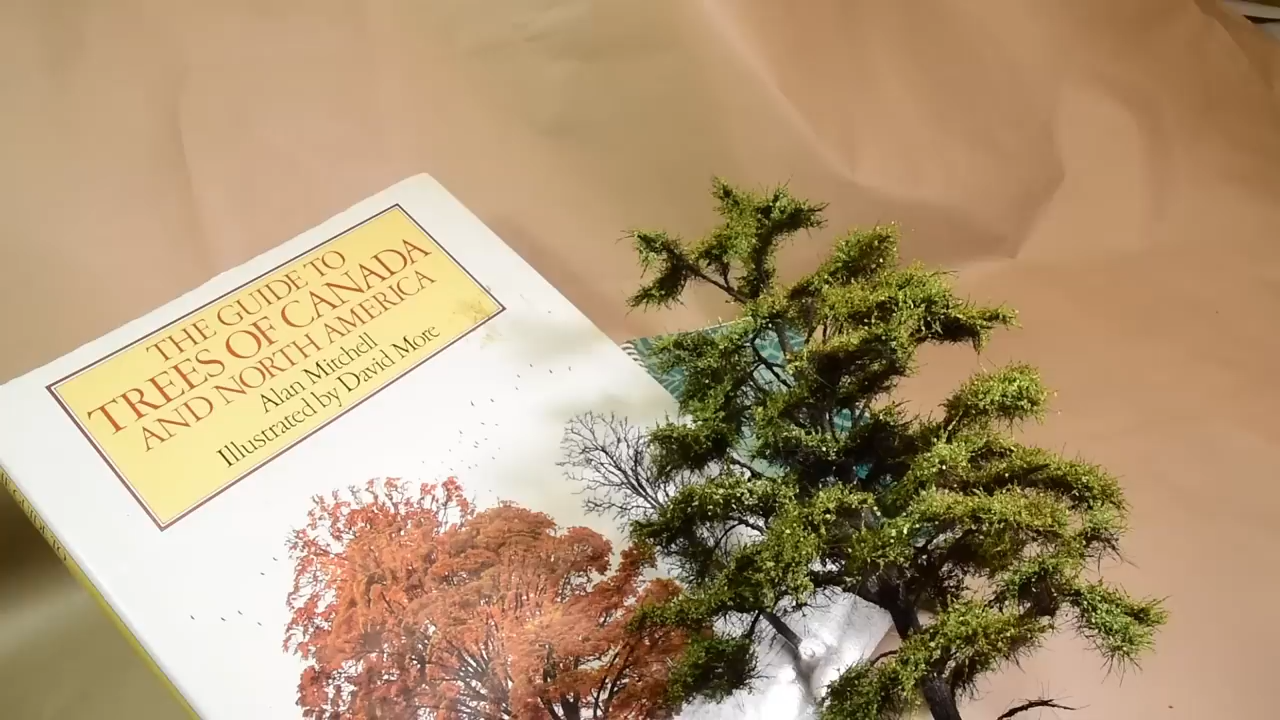 THE GUIDE TO
TREES OF CANADA
AND NORTH AMERICA
Alan Mitchell
Illustrated by David More